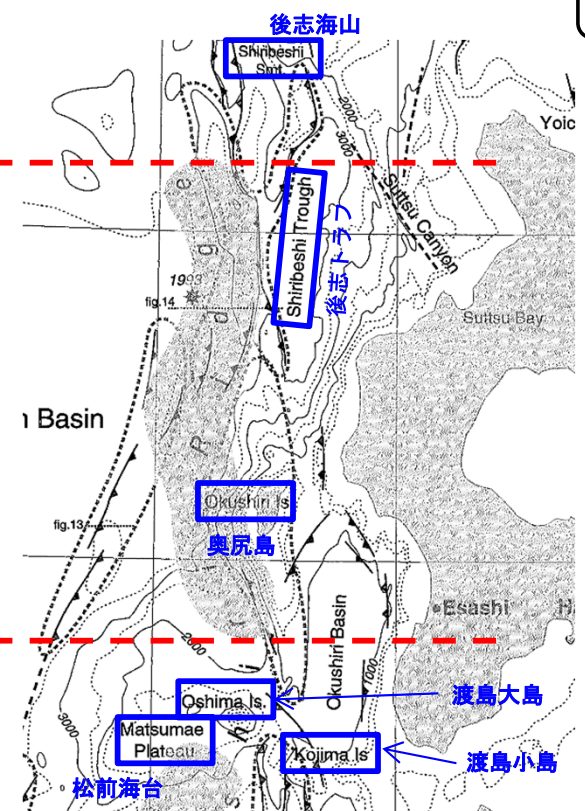 後志海山
Shiribeshi
Smt.
2000
3000
Yoic
Suttsu Canyon
Shiribeshi Trough
後志トラフ
e
g
d
i
R
1993
fig.14
Suttsu Bay
n Basin
Okushiri Is
奥尻島
fig.13
Esashi
H
Okushiri Basin
1000
2000
3000
Oshima Is.
渡島大島
Matsumae
Plateau
Kojima Is
渡島小島
松前海台